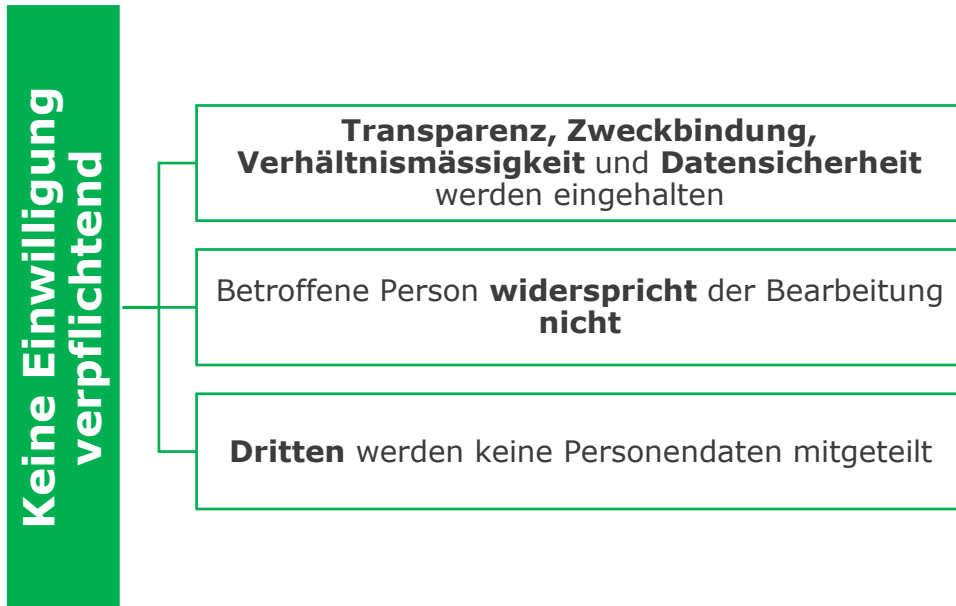 Keine Einwilligung
verpflichtend
Transparenz, Zweckbindung,
Verhältnismässigkeit und Datensicherheit
werden eingehalten
Betroffene Person widerspricht der Bearbeitung
nicht
Dritten werden keine Personendaten mitgeteilt